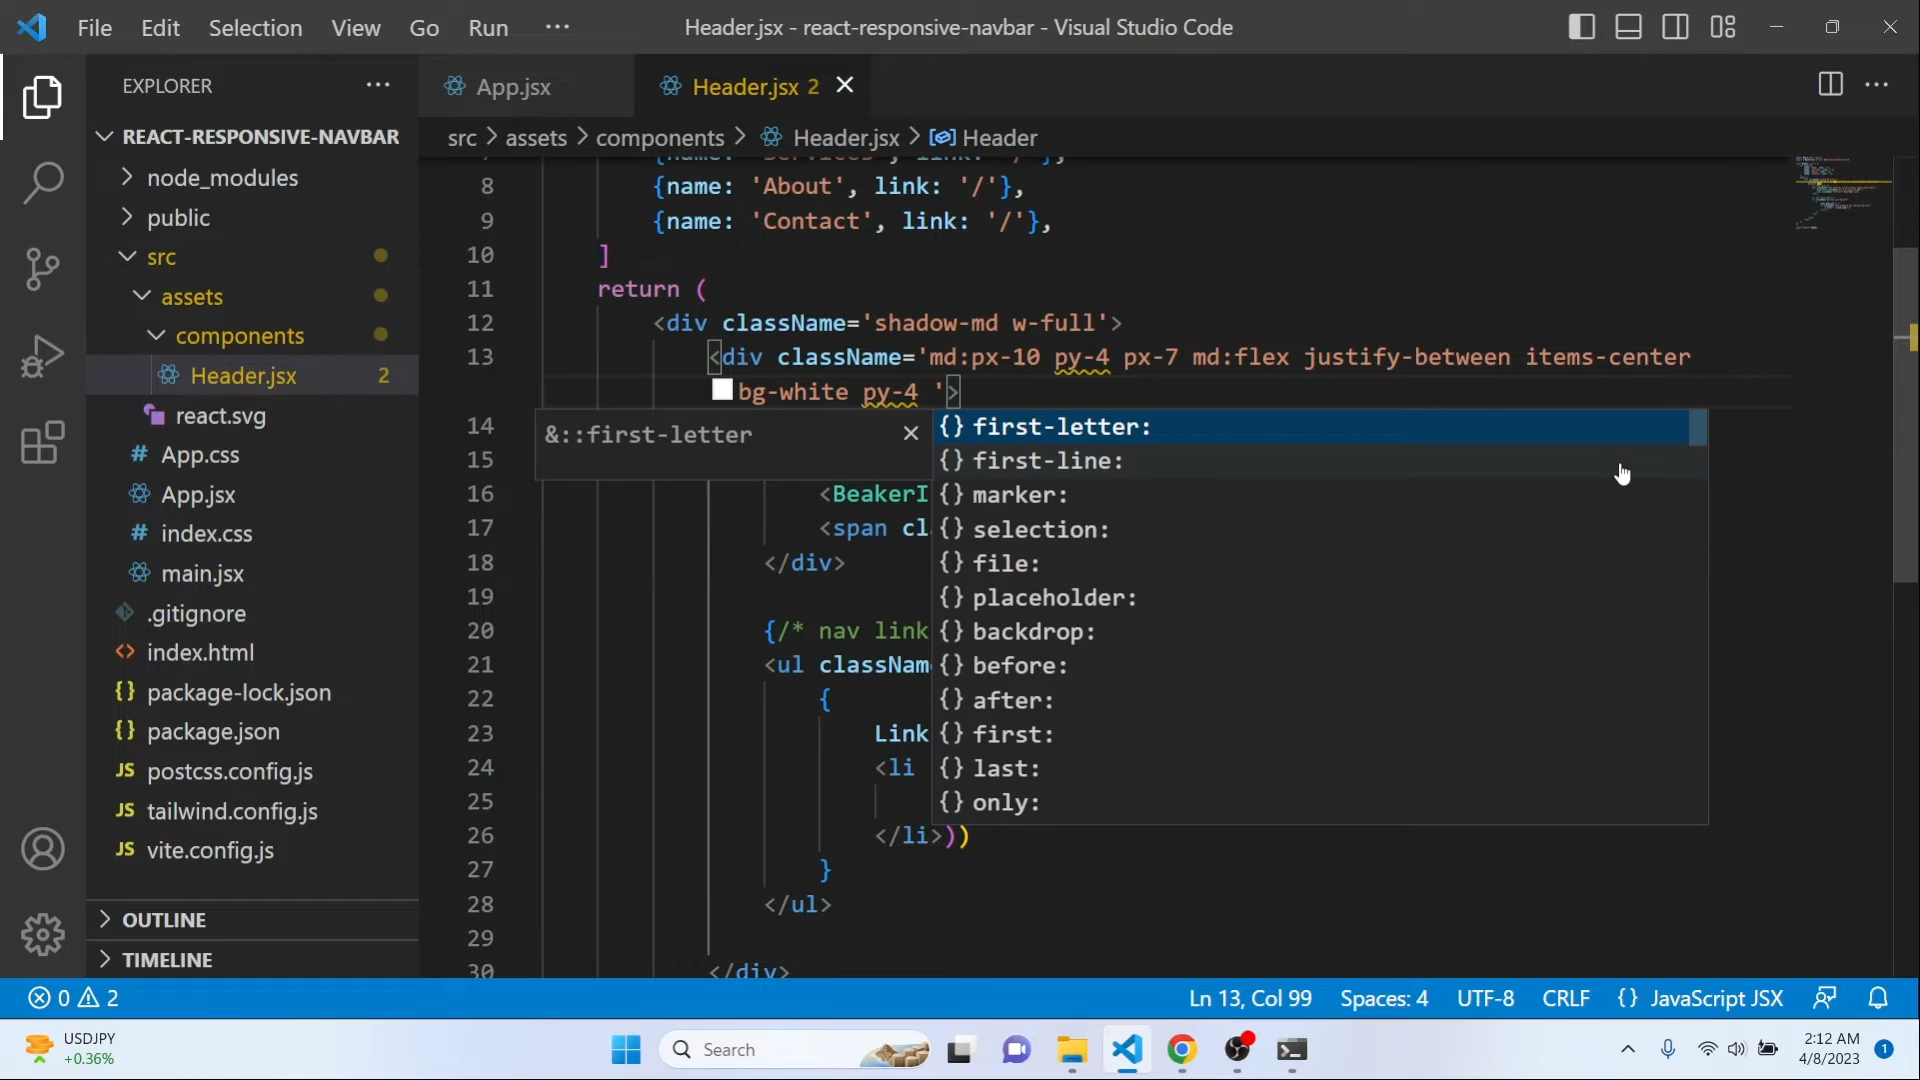 File Edit Selection View Go Run ···
Header.jsx - react-responsive-navbar - Visual Studio Code
EXPLORER ···
REACT-RESPONSIVE-NAVBAR
node_modules
public
src
assets
components
Header.jsx 2
react.svg
# App.css
App.jsx
# index.css
main.jsx
.gitignore
<> index.html
{} package-lock.json
{} package.json
JS postcss.config.js
JS tailwind.config.js
JS vite.config.js
OUTLINE
TIMELINE
App.jsx
Header.jsx 2
src > assets > components > Header.jsx > Header
8 {name: 'About', link: '/'},
9 {name: 'Contact', link: '/'},
10 ]
11 return (
12 <div className='shadow-md w-full'>
13 <div className='md:px-10 py-4 px-7 md:flex justify-between items-center
bg-white py-4 '>
14
15
16 <BeakerI
17 <span cl
18 </div>
19
20 {/* nav link
21 <ul classNam
22 {
23 Link
24 <li
25
26 </li>))
27 }
28 </ul>
29
30 </div>
&::first-letter
{} first-letter:
{} first-line:
{} marker:
{} selection:
{} file:
{} placeholder:
{} backdrop:
{} before:
{} after:
{} first:
{} last:
{} only:
0 2
Ln 13, Col 99 Spaces: 4 UTF-8 CRLF {} JavaScript JSX
USDJPY
+0.36%
Search
2:12 AM
4/8/2023
1